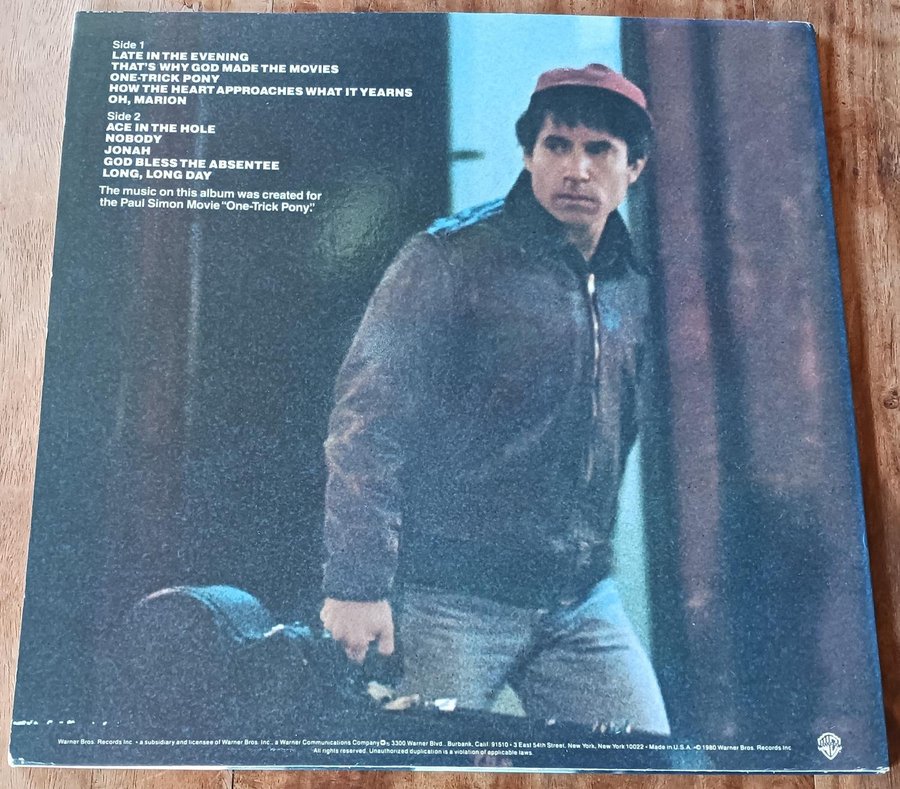 Side 1
LATE IN THE EVENING
THAT'S WHY GOD MADE THE MOVIES
ONE-TRICK PONY
HOW THE HEART APPROACHES WHAT IT YEARNS
OH, MARION
Side 2
ACE IN THE HOLE
NOBODY
JONAH
GOD BLESS THE ABSENTEE
LONG, LONG DAY
The music on this album was created for
the Paul Simon Movie "One-Trick Pony."
Warner Bros. Records Inc. • a subsidiary and licensee of Warner Bros. Inc., a Warner Communications Company 3300 Warner Blvd., Burbank, Calif. 91510 • 3 East 54th Street, New York, New York 10022 • Made in U.S.A. • © 1980 Warner Bros. Records Inc.
All rights reserved. Unauthorized duplication is a violation of applicable laws.